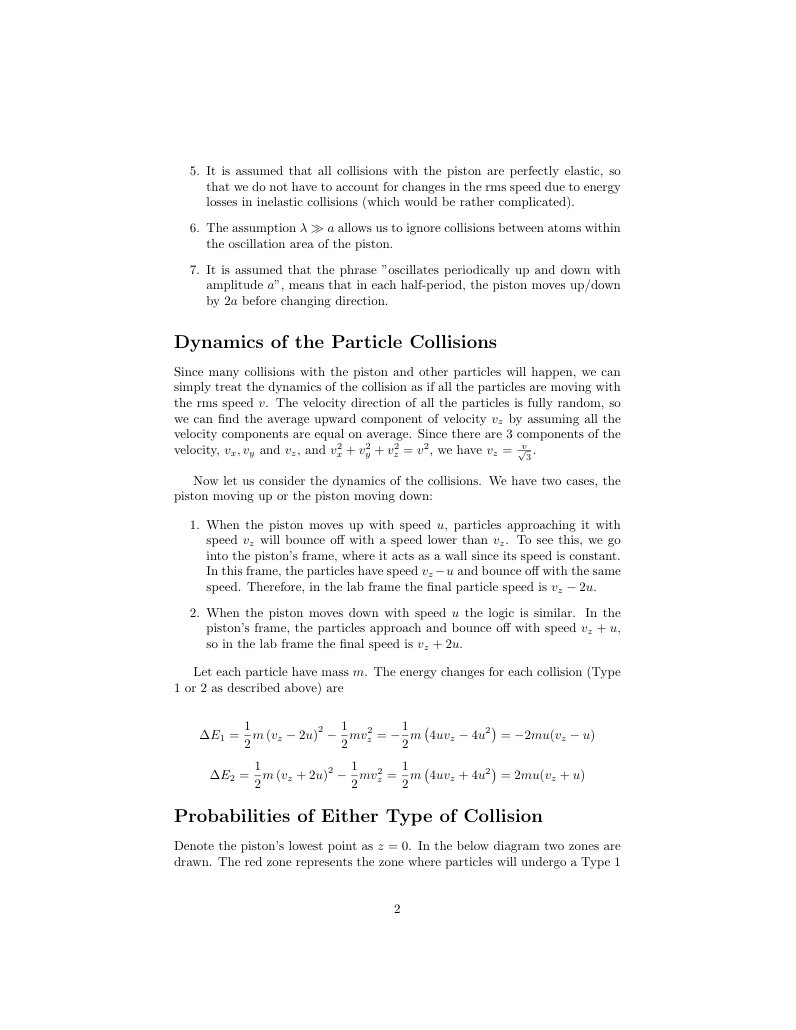 5. It is assumed that all collisions with the piston are perfectly elastic, so
that we do not have to account for changes in the rms speed due to energy
losses in inelastic collisions (which would be rather complicated).
6. The assumption λ ≫ a allows us to ignore collisions between atoms within
the oscillation area of the piston.
7. It is assumed that the phrase ”oscillates periodically up and down with
amplitude a”, means that in each half-period, the piston moves up/down
by 2a before changing direction.
Dynamics of the Particle Collisions
Since many collisions with the piston and other particles will happen, we can
simply treat the dynamics of the collision as if all the particles are moving with
the rms speed v. The velocity direction of all the particles is fully random, so
we can find the average upward component of velocity v_z by assuming all the
velocity components are equal on average. Since there are 3 components of the
velocity, v_x, v_y and v_z, and v_x^2 + v_y^2 + v_z^2 = v^2, we have v_z = v/√3.
Now let us consider the dynamics of the collisions. We have two cases, the
piston moving up or the piston moving down:
1. When the piston moves up with speed u, particles approaching it with
speed v_z will bounce off with a speed lower than v_z. To see this, we go
into the piston’s frame, where it acts as a wall since its speed is constant.
In this frame, the particles have speed v_z − u and bounce off with the same
speed. Therefore, in the lab frame the final particle speed is v_z − 2u.
2. When the piston moves down with speed u the logic is similar. In the
piston’s frame, the particles approach and bounce off with speed v_z + u,
so in the lab frame the final speed is v_z + 2u.
Let each particle have mass m. The energy changes for each collision (Type
1 or 2 as described above) are
ΔE_1 = 1/2 m (v_z − 2u)^2 − 1/2 m v_z^2 = −1/2 m (4uv_z − 4u^2) = −2mu(v_z − u)
ΔE_2 = 1/2 m (v_z + 2u)^2 − 1/2 m v_z^2 = 1/2 m (4uv_z + 4u^2) = 2mu(v_z + u)
Probabilities of Either Type of Collision
Denote the piston’s lowest point as z = 0. In the below diagram two zones are
drawn. The red zone represents the zone where particles will undergo a Type 1
2